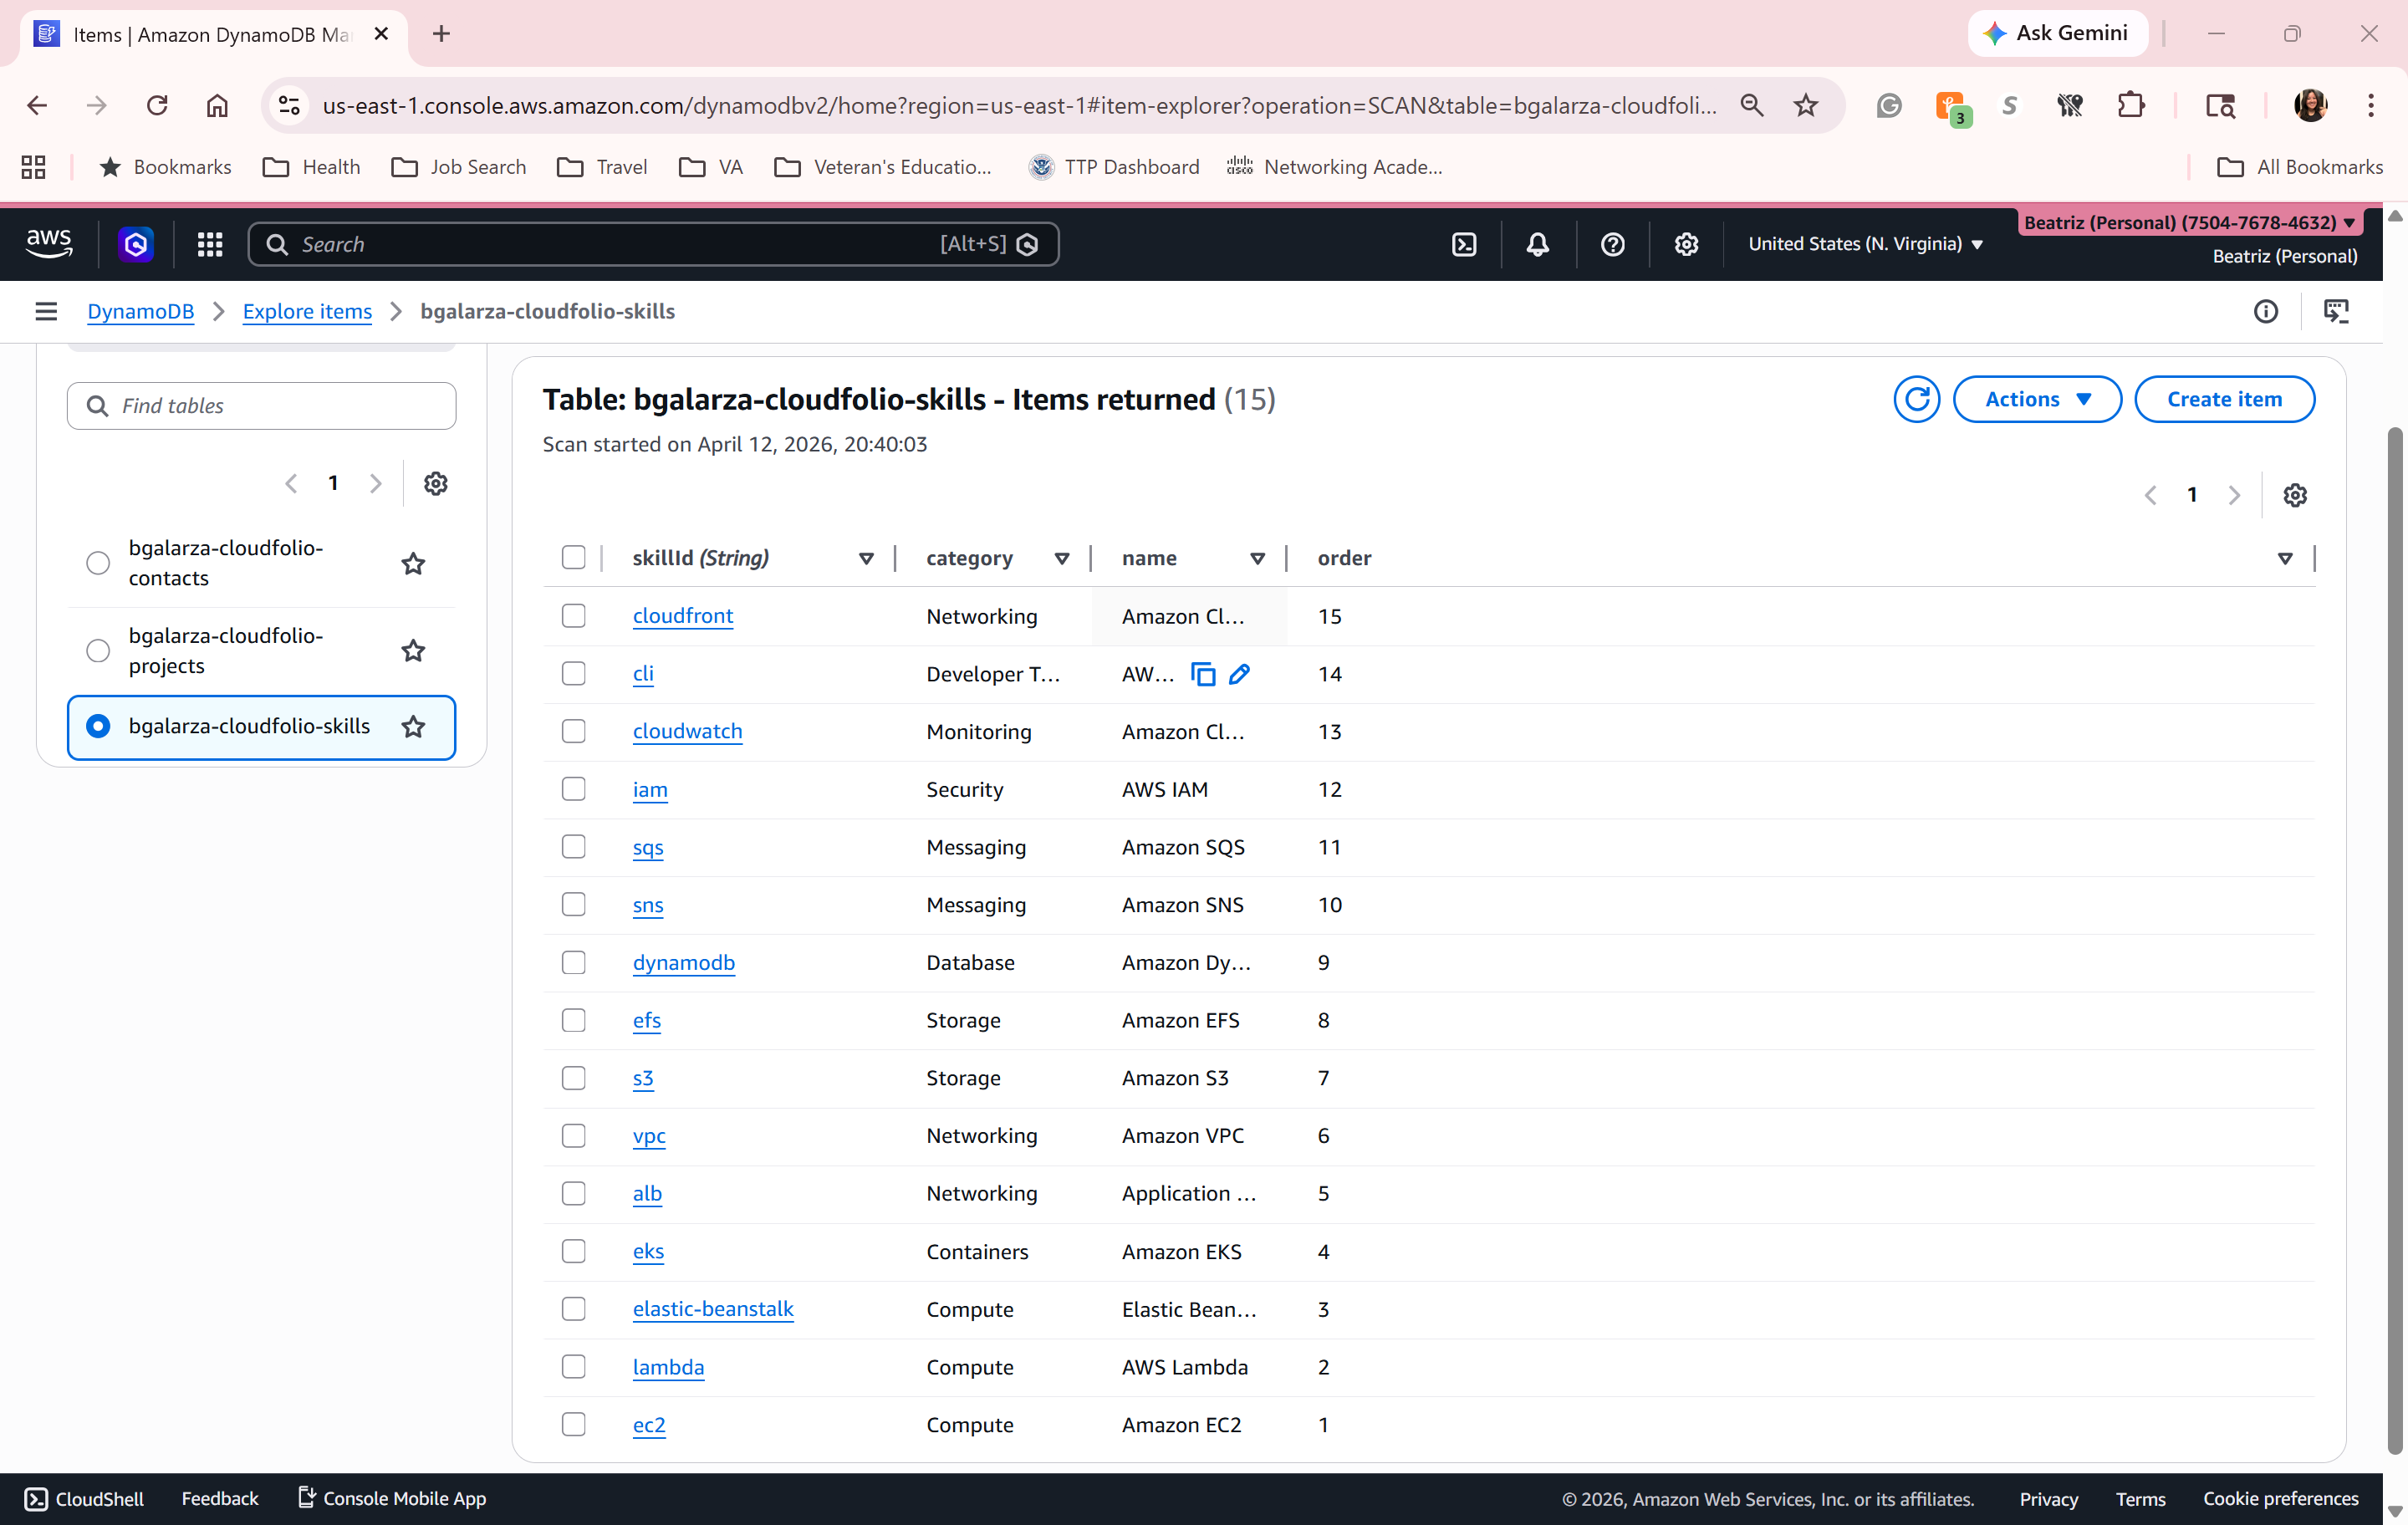 Items | Amazon DynamoDB Ma
Ask Gemini
us-east-1.console.aws.amazon.com/dynamodbv2/home?region=us-east-1#item-explorer?operation=SCAN&table=bgalarza-cloudfoli...
3
Bookmarks
Health
Job Search
Travel
VA
Veteran's Educatio...
TTP Dashboard
cisco Networking Acade...
All Bookmarks
aws
Search
[Alt+S]
United States (N. Virginia)
Beatriz (Personal) (7504-7678-4632)
Beatriz (Personal)
DynamoDB > Explore items > bgalarza-cloudfolio-skills
Find tables
1
bgalarza-cloudfolio-
contacts
bgalarza-cloudfolio-
projects
bgalarza-cloudfolio-skills
Table: bgalarza-cloudfolio-skills - Items returned (15)
Scan started on April 12, 2026, 20:40:03
Actions
Create item
1
skillId (String) category name order
cloudfront Networking Amazon Cl... 15
cli Developer T... AW... 14
cloudwatch Monitoring Amazon Cl... 13
iam Security AWS IAM 12
sqs Messaging Amazon SQS 11
sns Messaging Amazon SNS 10
dynamodb Database Amazon Dy... 9
efs Storage Amazon EFS 8
s3 Storage Amazon S3 7
vpc Networking Amazon VPC 6
alb Networking Application ... 5
eks Containers Amazon EKS 4
elastic-beanstalk Compute Elastic Bean... 3
lambda Compute AWS Lambda 2
ec2 Compute Amazon EC2 1
CloudShell Feedback Console Mobile App
© 2026, Amazon Web Services, Inc. or its affiliates. Privacy Terms Cookie preferences